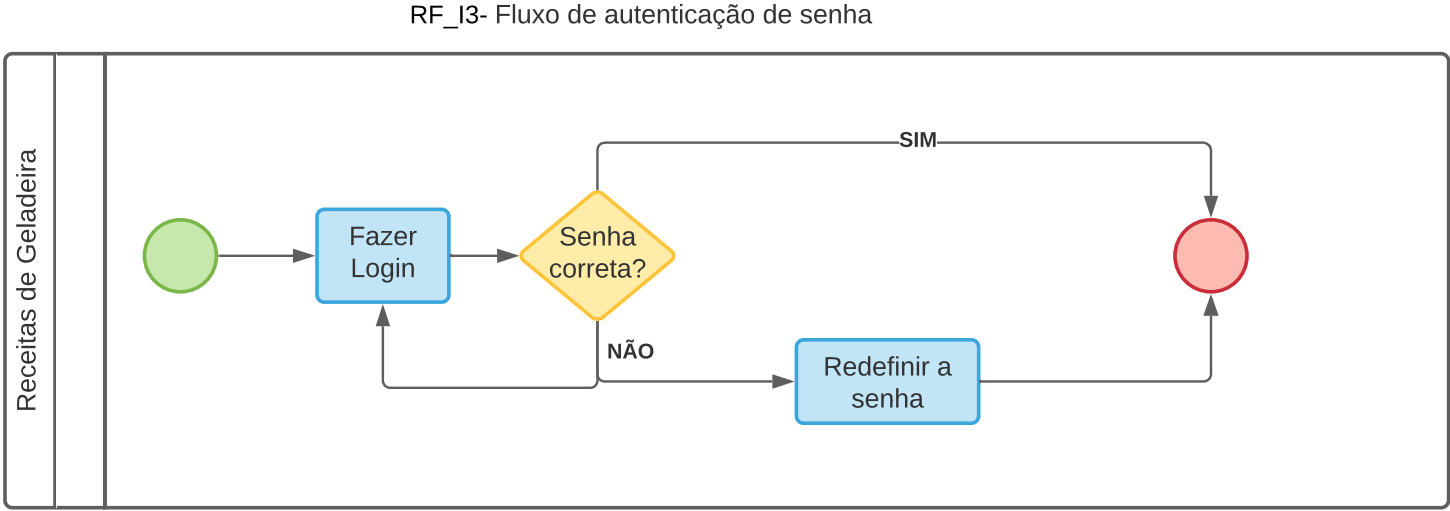 RF_I3- Fluxo de autenticação de senha
Receitas de Geladeira
SIM
Fazer
Login
Senha
correta?
NÃO
Redefinir a
senha